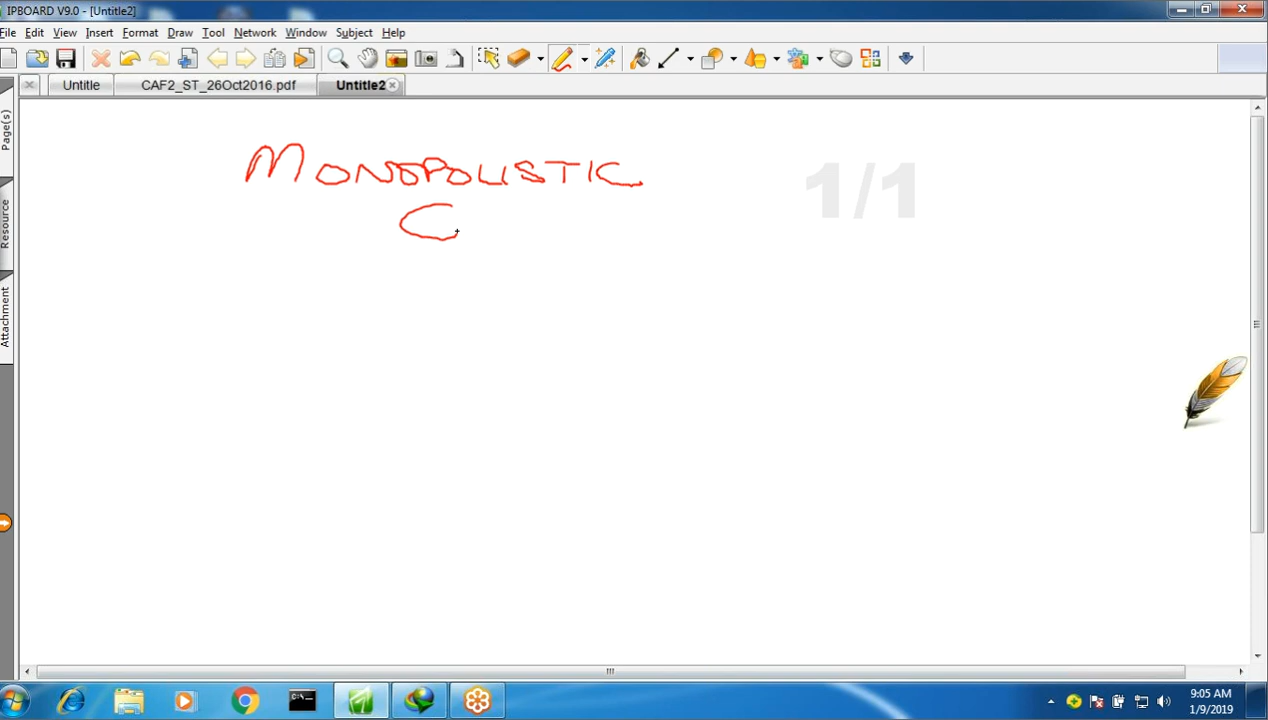 IPBOARD V9.0 - [Untitle2]
File Edit View Insert Format Draw Tool Network Window Subject Help
Untitle CAF2_ST_26Oct2016.pdf Untitle2
Page(s)
Resource
Attachment
1/1
MONOPOLISTIC
C
9:05 AM
1/9/2019